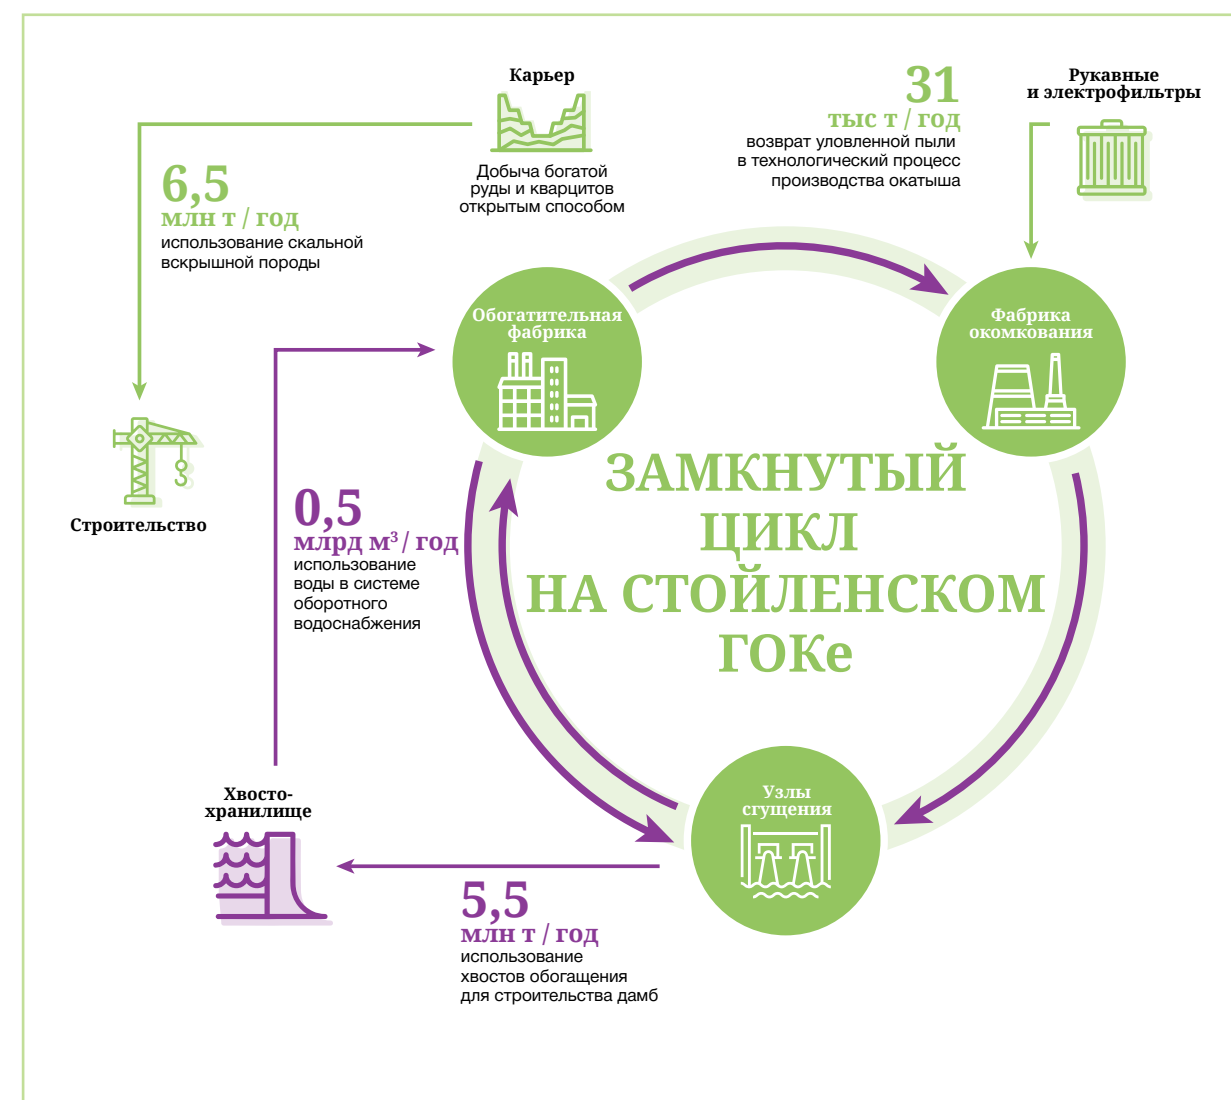 Карьер
Добыча богатой
руды и кварцитов
открытым способом
31
тыс т / год
возврат уловленной пыли
в технологический процесс
производства окатыша
Рукавные
и электрофильтры
6,5
млн т / год
использование скальной
вскрышной породы
Строительство
Обогатительная
фабрика
Фабрика
окомкования
ЗАМКНУТЫЙ
ЦИКЛ
НА СТОЙЛЕНСКОМ
ГОКе
0,5
млрд м³ / год
использование
воды в системе
оборотного
водоснабжения
Хвосто-
хранилище
Узлы
сгущения
5,5
млн т / год
использование
хвостов обогащения
для строительства дамб